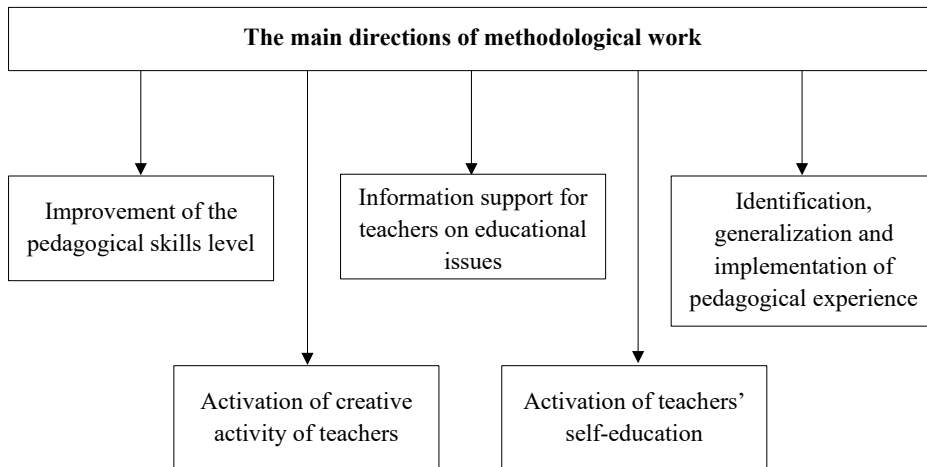 The main directions of methodological work
Improvement of the
pedagogical skills level
Information support for
teachers on educational
issues
Identification,
generalization and
implementation of
pedagogical experience
Activation of creative
activity of teachers
Activation of teachers’
self-education